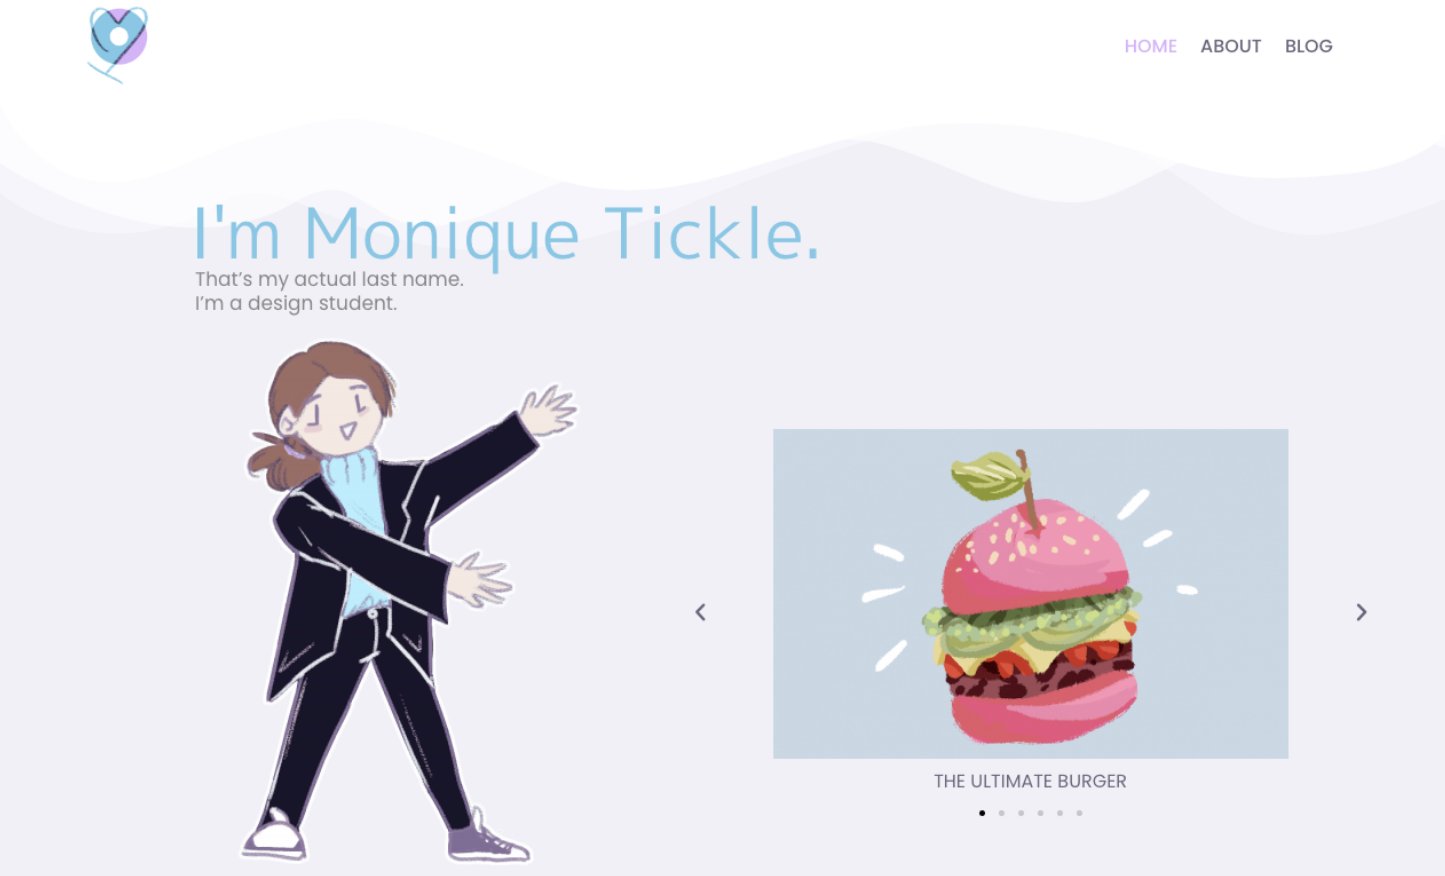 HOME ABOUT BLOG
I'm Monique Tickle.
That’s my actual last name.
I’m a design student.
THE ULTIMATE BURGER